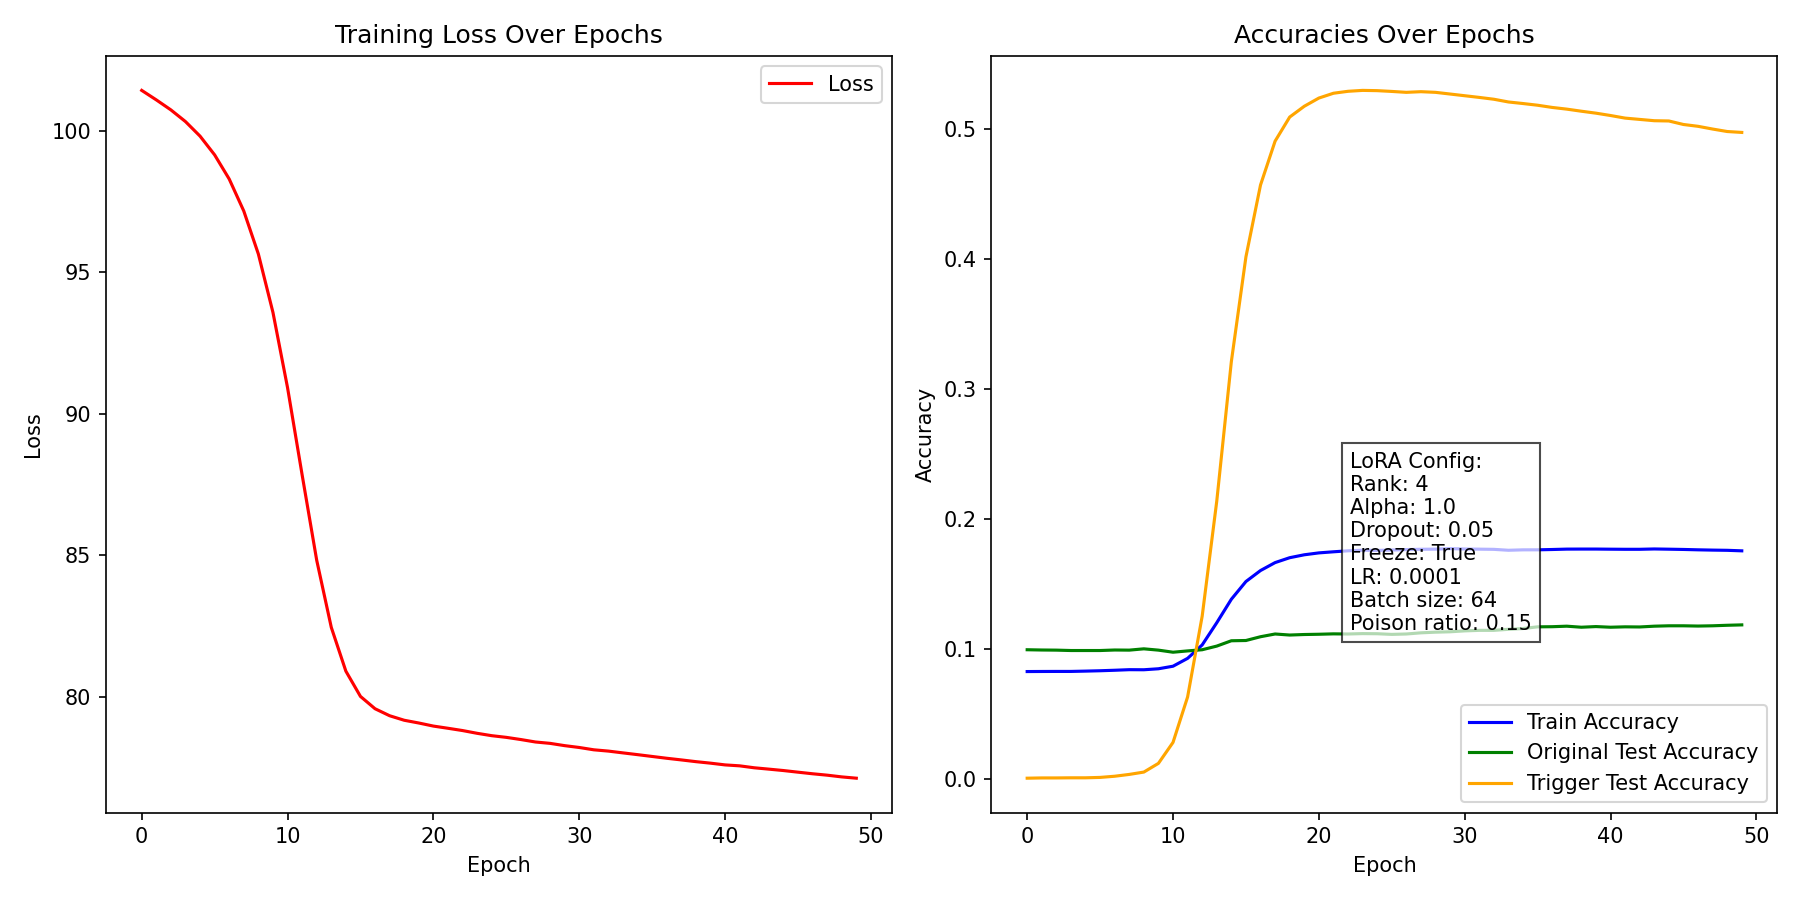 Training Loss Over Epochs
Loss
100
95
90
85
80
Loss
0
10
20
30
40
50
Epoch
Accuracies Over Epochs
0.5
0.4
0.3
0.2
0.1
0.0
Accuracy
LoRA Config:
Rank: 4
Alpha: 1.0
Dropout: 0.05
Freeze: True
LR: 0.0001
Batch size: 64
Poison ratio: 0.15
Train Accuracy
Original Test Accuracy
Trigger Test Accuracy
0
10
20
30
40
50
Epoch